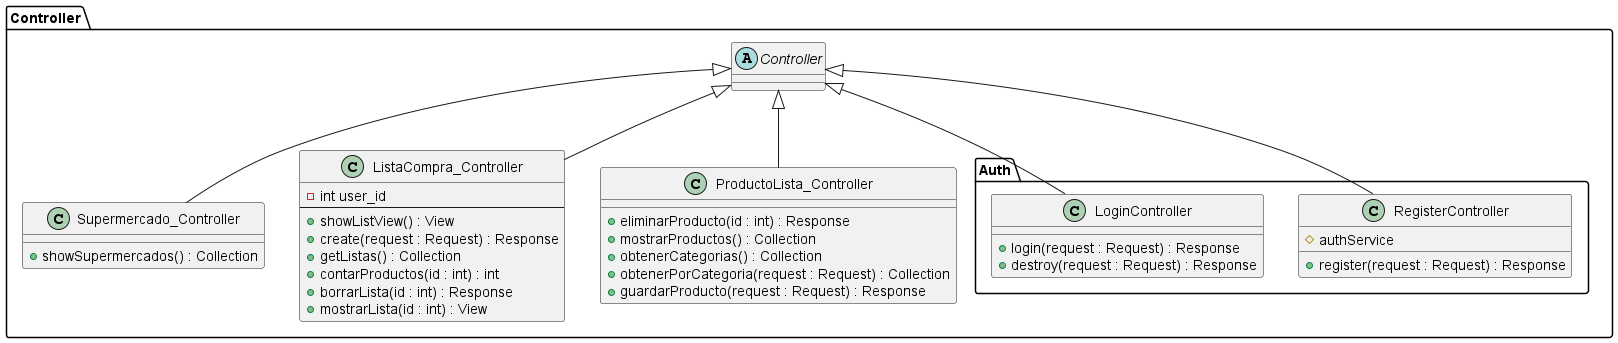 Controller
A Controller
C Supermercado_Controller
showSupermercados() : Collection
C ListaCompra_Controller
int user_id
showListView() : View
create(request : Request) : Response
getListas() : Collection
contarProductos(id : int) : int
borrarLista(id : int) : Response
mostrarLista(id : int) : View
C ProductoLista_Controller
eliminarProducto(id : int) : Response
mostrarProductos() : Collection
obtenerCategorias() : Collection
obtenerPorCategoria(request : Request) : Collection
guardarProducto(request : Request) : Response
Auth
C LoginController
login(request : Request) : Response
destroy(request : Request) : Response
C RegisterController
authService
register(request : Request) : Response